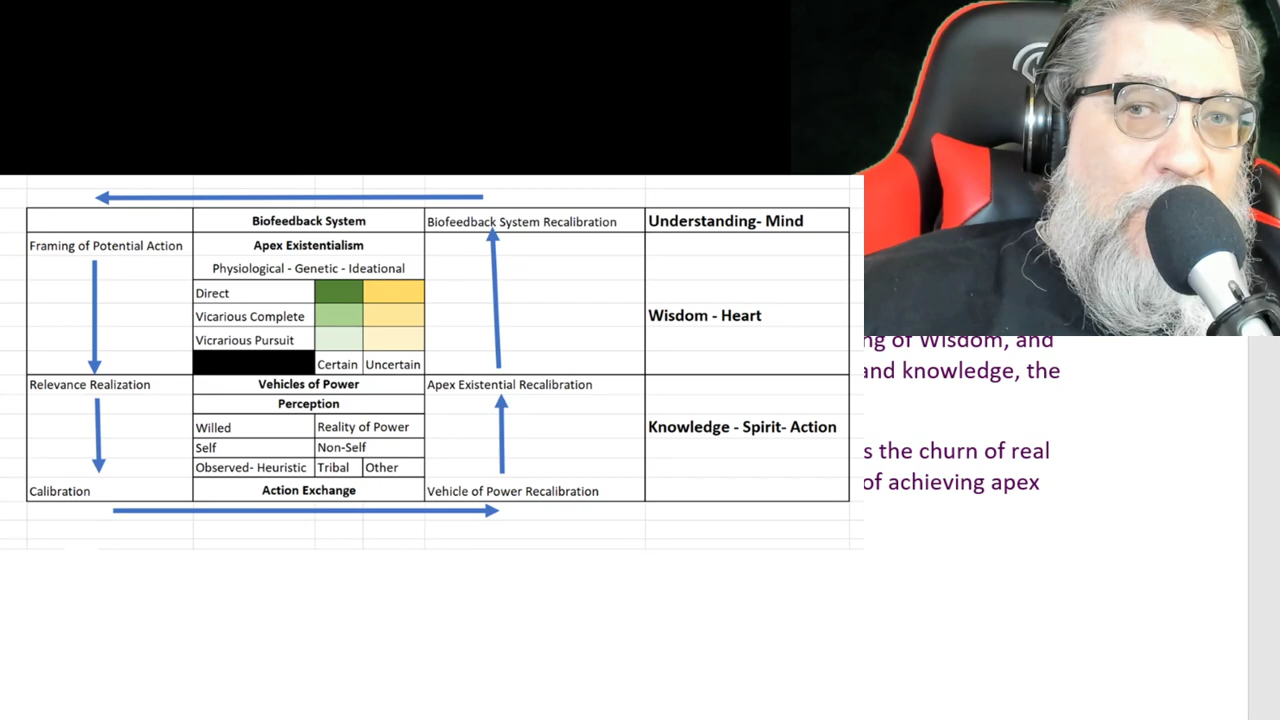 Biofeedback System
Biofeedback System Recalibration
Understanding- Mind
Framing of Potential Action
Apex Existentialism
Physiological - Genetic - Ideational
Direct
Vicarious Complete
Wisdom - Heart
Vicrarious Pursuit
Certain
Uncertain
Relevance Realization
Vehicles of Power
Apex Existential Recalibration
Perception
Willed
Reality of Power
Knowledge - Spirit- Action
Self
Non-Self
Observed- Heuristic
Tribal
Other
Calibration
Action Exchange
Vehicle of Power Recalibration
ng of Wisdom, and
and knowledge, the
s the churn of real
of achieving apex